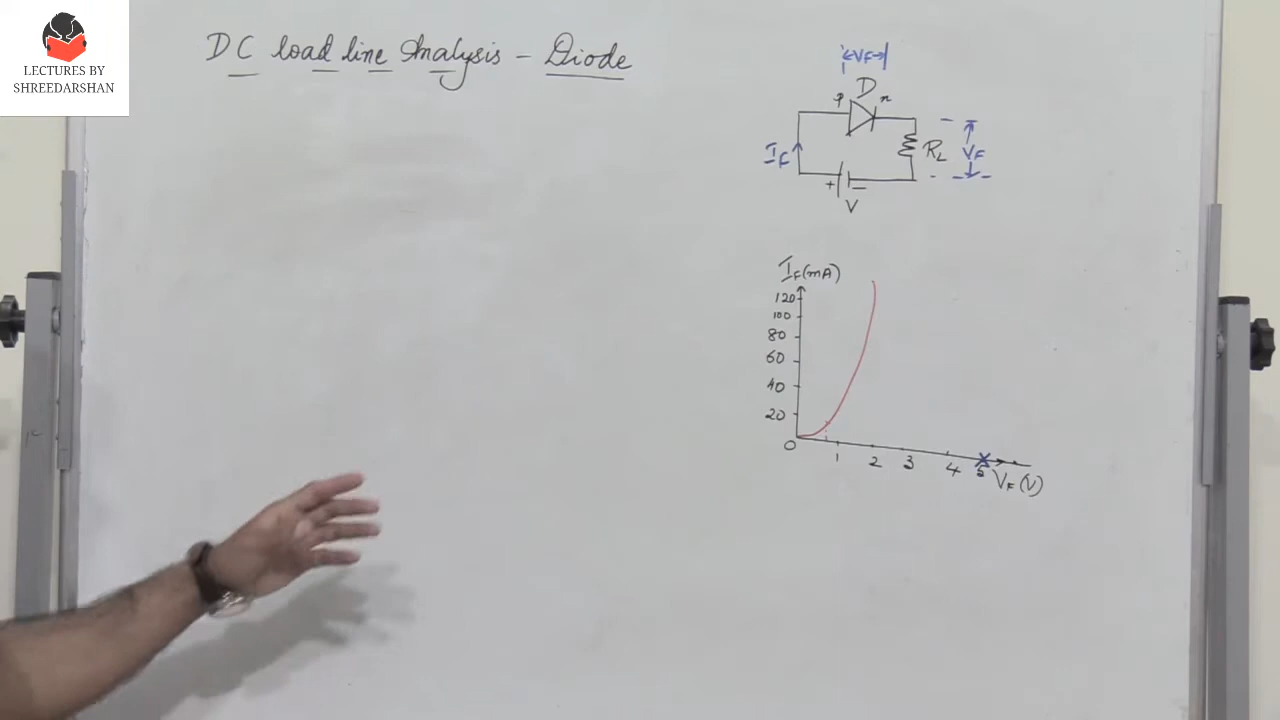 LECTURES BY
SHREEDARSHAN
DC load line Analysis - Diode
VF
D
p
n
IF
RL
VF
+
-
V
IF(mA)
120
100
80
60
40
20
0
1
2
3
4
5
VF(V)